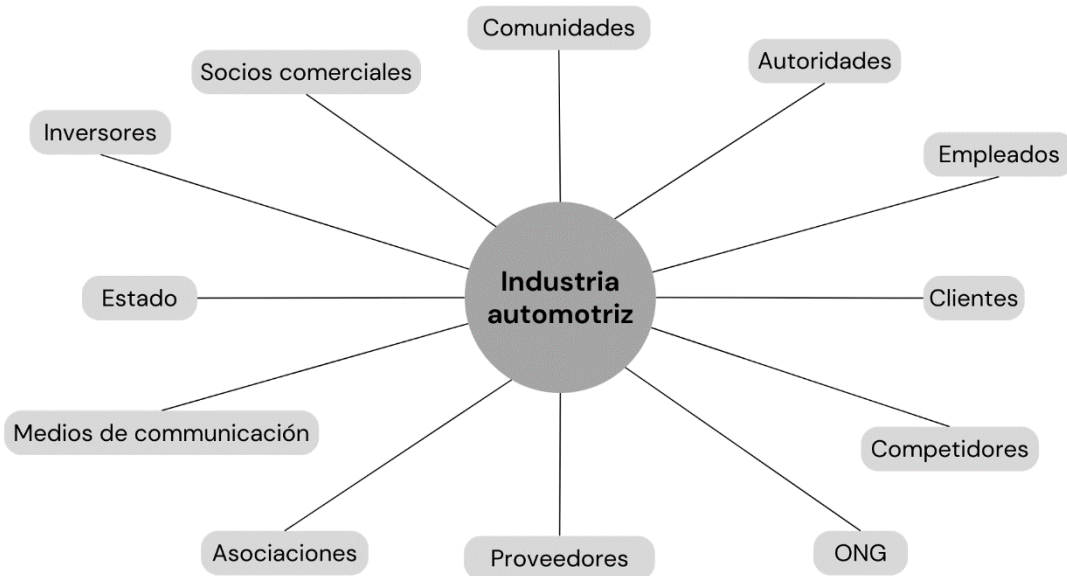 Comunidades
Socios comerciales
Autoridades
Inversores
Empleados
Industria
automotriz
Estado
Clientes
Medios de communicación
Competidores
Asociaciones
Proveedores
ONG